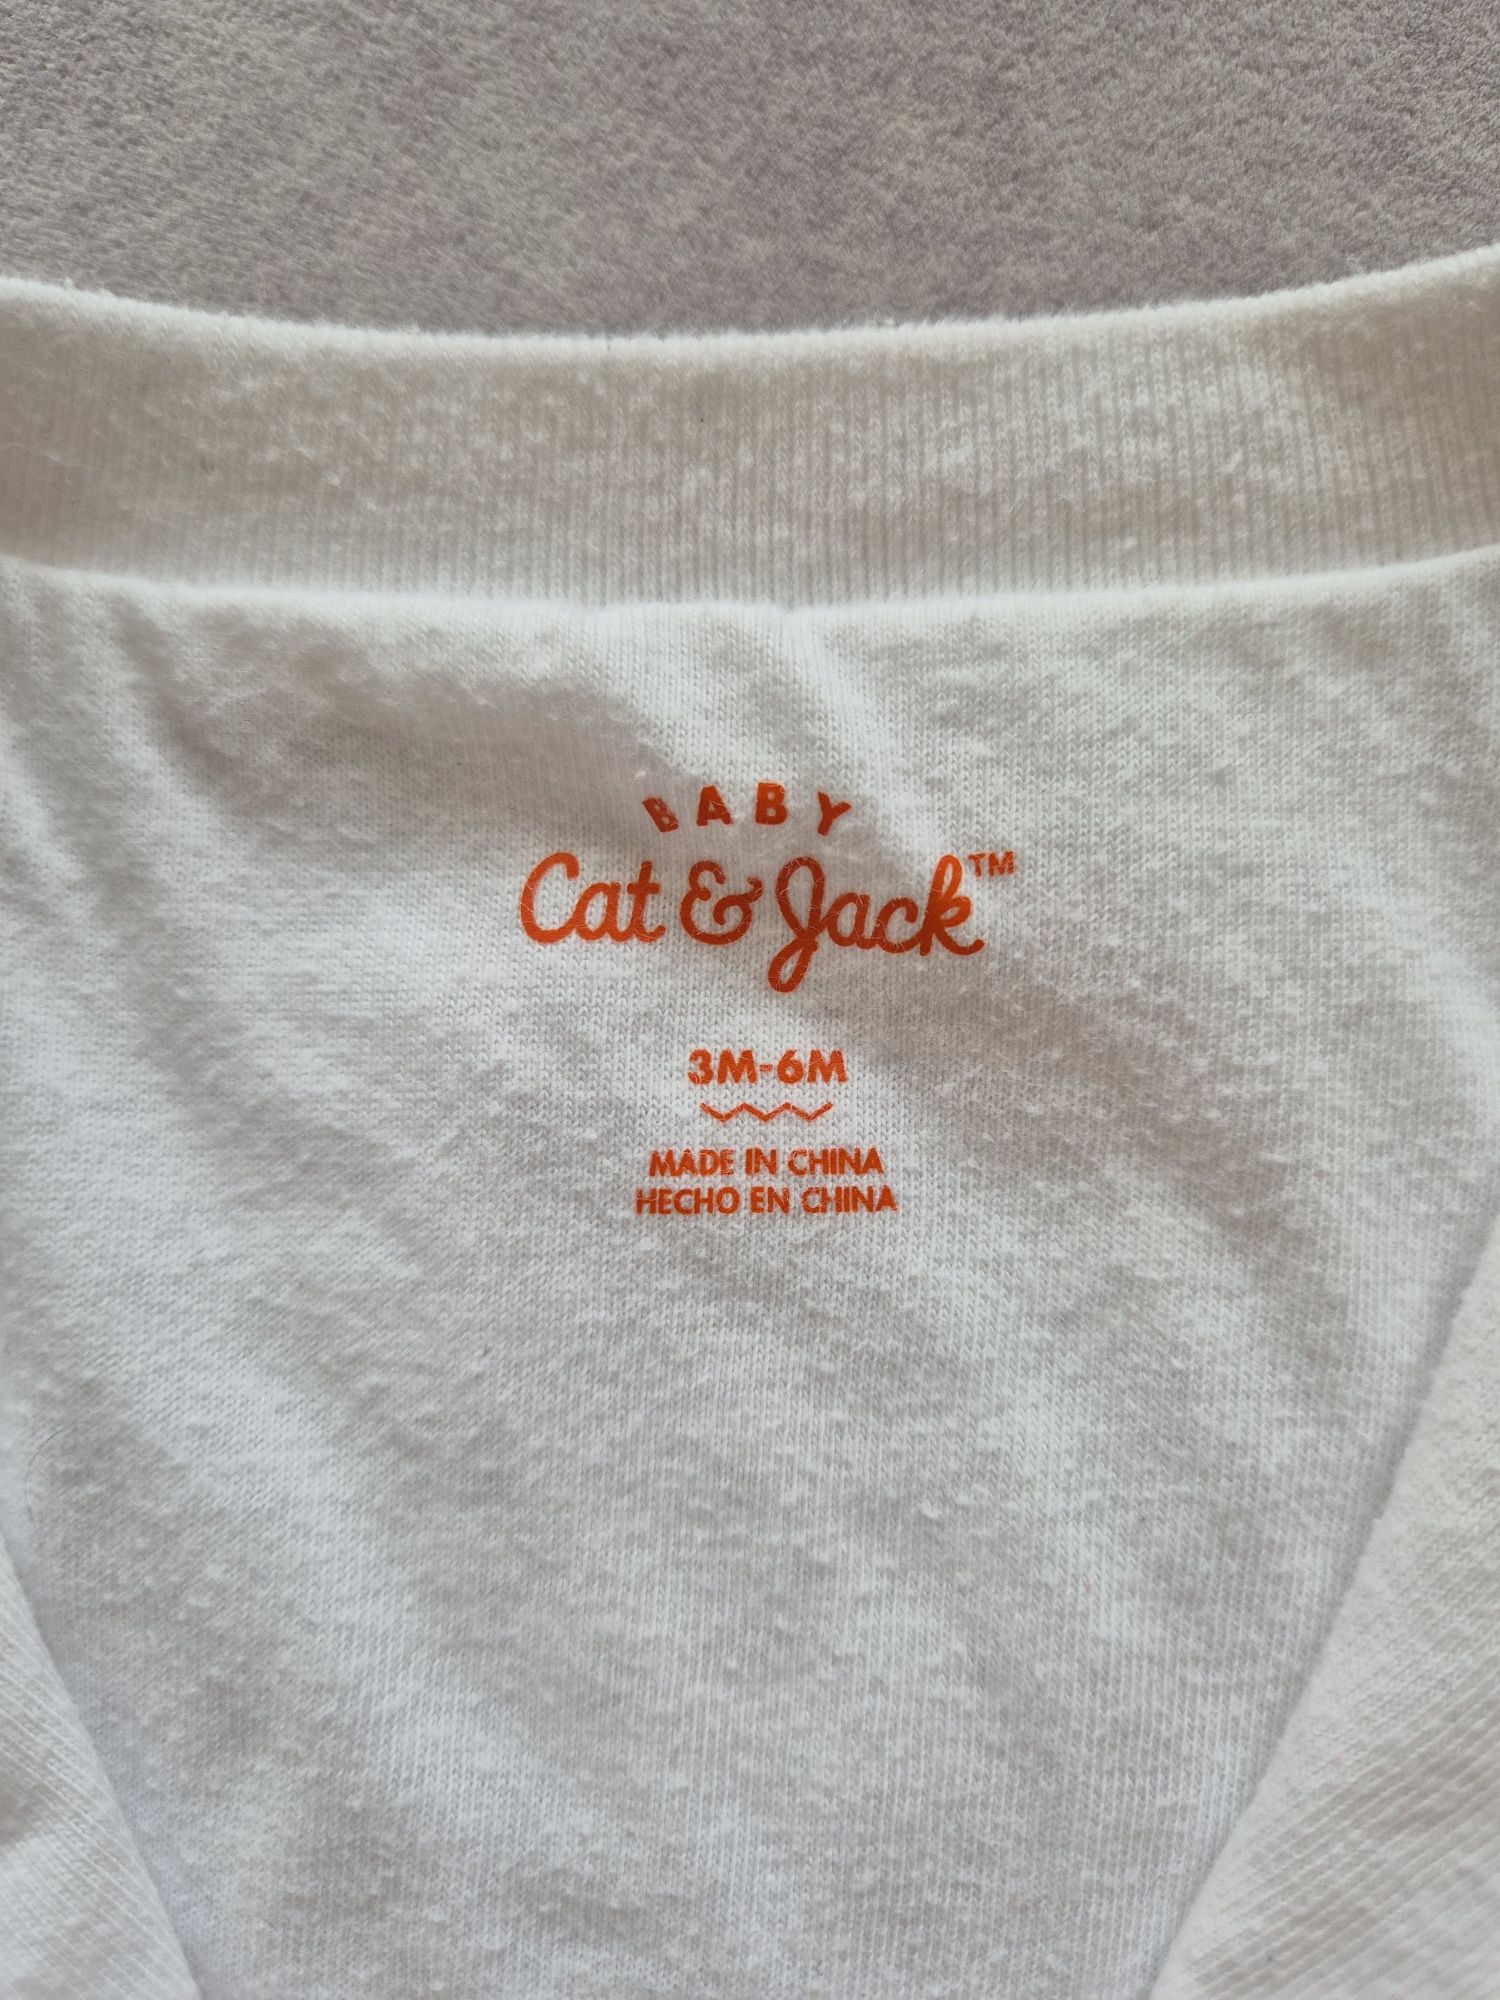 BABY
Cat & Jack™
3M-6M
MADE IN CHINA
HECHO EN CHINA